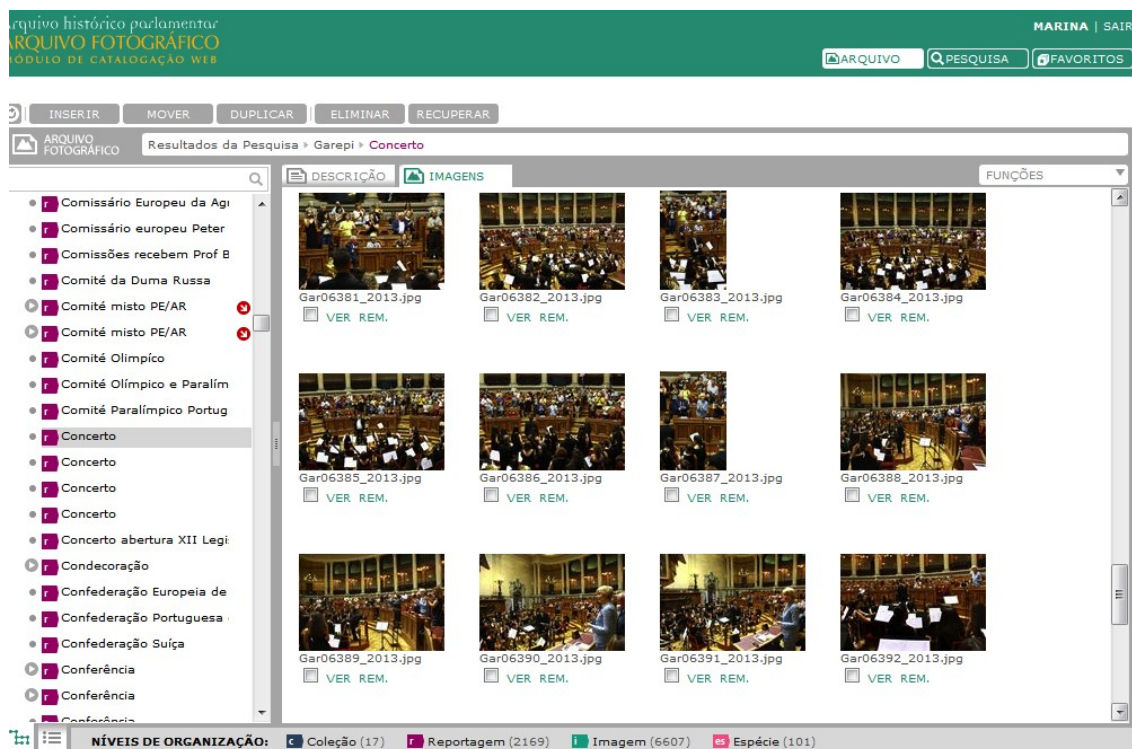 rquivo histórico parlamentar
MARINA | SAIR
RQUIVO FOTOGRÁFICO
MÓDULO DE CATALOGAÇÃO WEB
ARQUIVO PESQUISA FAVORITOS
INSERIR MOVER DUPLICAR ELIMINAR RECUPERAR
ARQUIVO
FOTOGRÁFICO
Resultados da Pesquisa Garepi Concerto
DESCRIÇÃO IMAGENS FUNÇÕES
r Comissário Europeu da Agr
r Comissário europeu Peter
r Comissões recebem Prof B
r Comité da Duma Russa
r Comité misto PE/AR
r Comité misto PE/AR
r Comité Olimpíco
r Comité Olímpico e Paralím
r Comité Paralímpico Portug
r Concerto
r Concerto
r Concerto
r Concerto
r Concerto abertura XII Legi
r Condecoração
r Confederação Europeia de
r Confederação Portuguesa
r Confederação Suíça
r Conferência
r Conferência
r Conferência
Gar06381_2013.jpg Gar06382_2013.jpg Gar06383_2013.jpg Gar06384_2013.jpg
VER REM. VER REM. VER REM. VER REM.
Gar06385_2013.jpg Gar06386_2013.jpg Gar06387_2013.jpg Gar06388_2013.jpg
VER REM. VER REM. VER REM. VER REM.
Gar06389_2013.jpg Gar06390_2013.jpg Gar06391_2013.jpg Gar06392_2013.jpg
VER REM. VER REM. VER REM. VER REM.
NÍVEIS DE ORGANIZAÇÃO: c Coleção (17) r Reportagem (2169) i Imagem (6607) es Espécie (101)